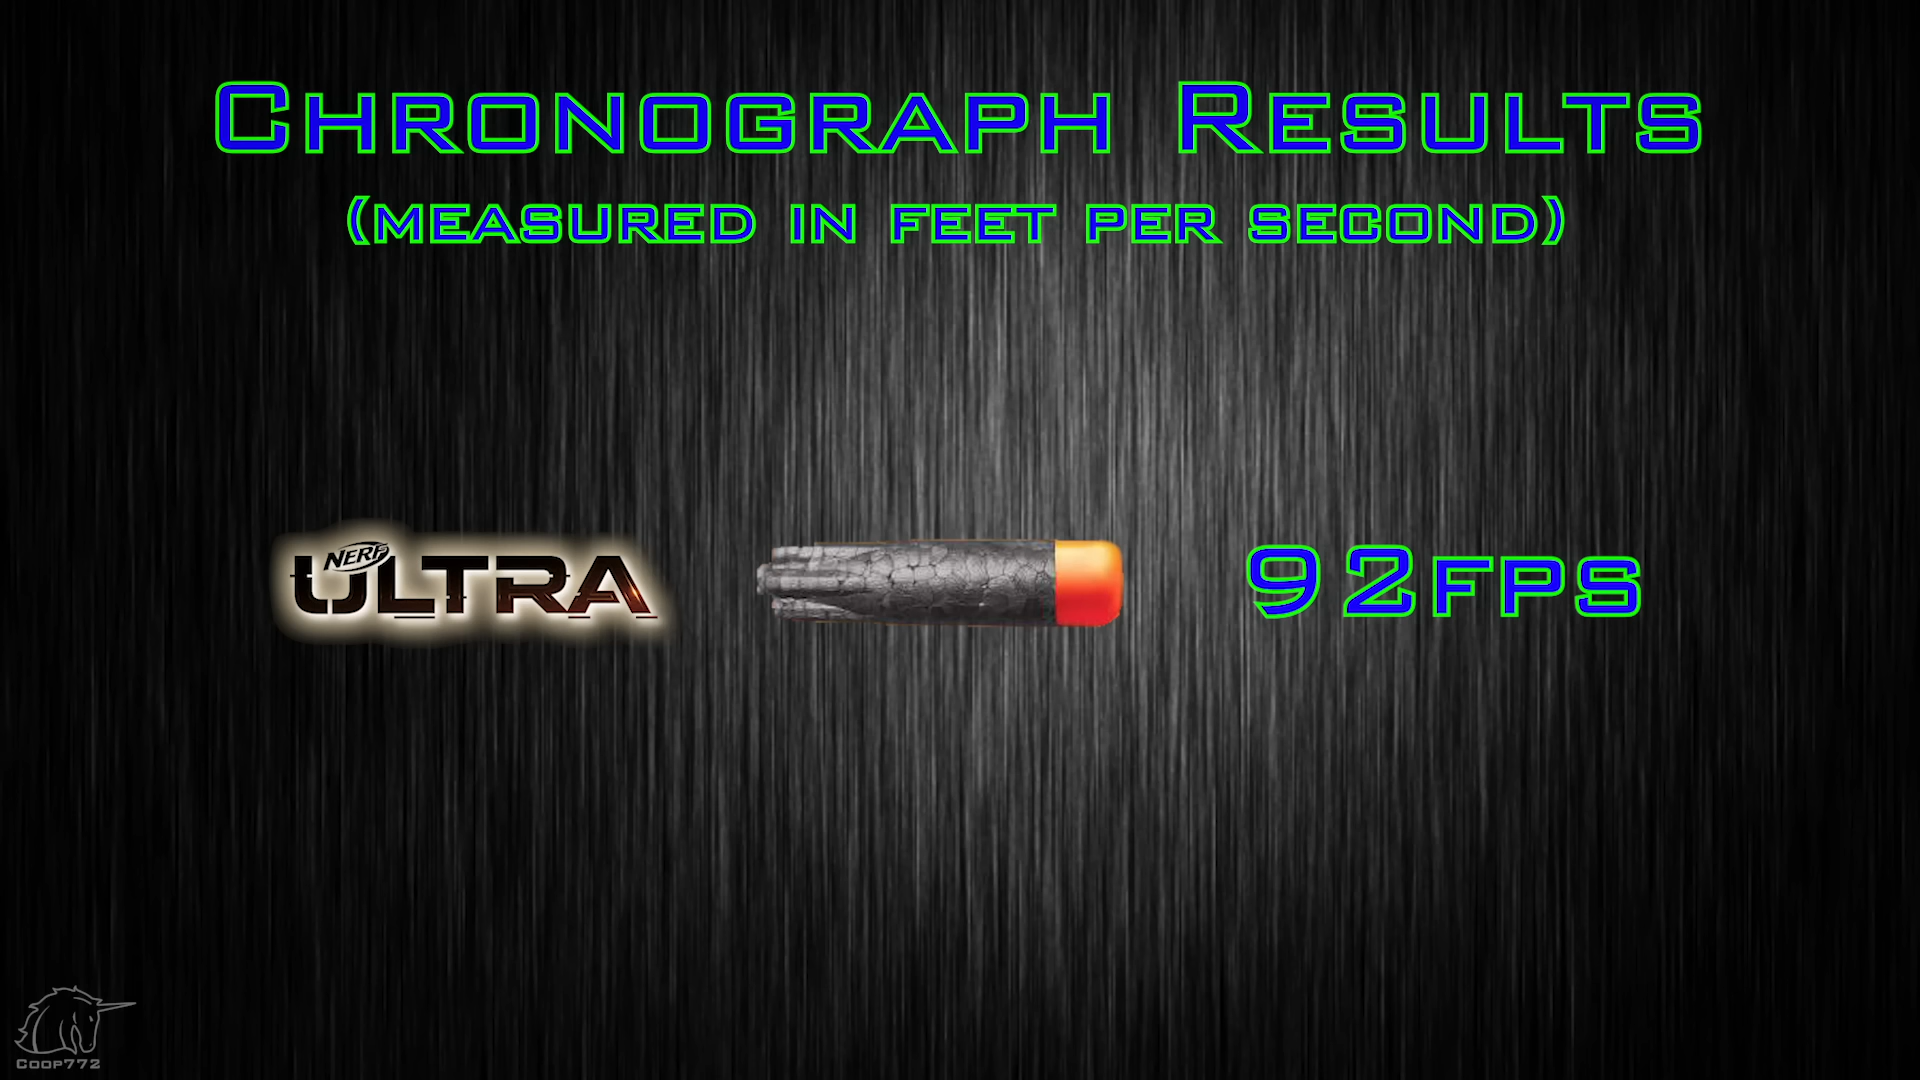 Chronograph Results
(measured in feet per second)
NERF
ULTRA
92fps
Coop772